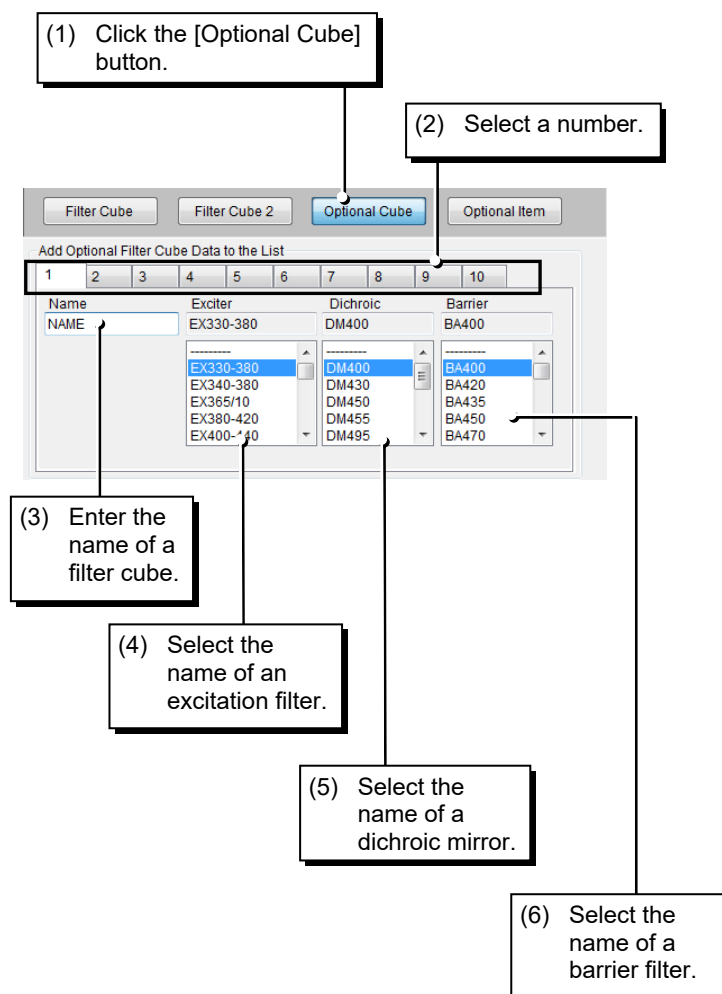 (1) Click the [Optional Cube]
button.
(2) Select a number.
Filter Cube Filter Cube 2 Optional Cube Optional Item
Add Optional Filter Cube Data to the List
1 2 3 4 5 6 7 8 9 10
Name Exciter Dichroic Barrier
NAME EX330-380 DM400 BA400
--------- --------- ---------
EX330-380 DM400 BA400
EX340-380 DM430 BA420
EX365/10 DM450 BA435
EX380-420 DM455 BA450
EX400-440 DM495 BA470
(3) Enter the
name of a
filter cube.
(4) Select the
name of an
excitation filter.
(5) Select the
name of a
dichroic mirror.
(6) Select the
name of a
barrier filter.